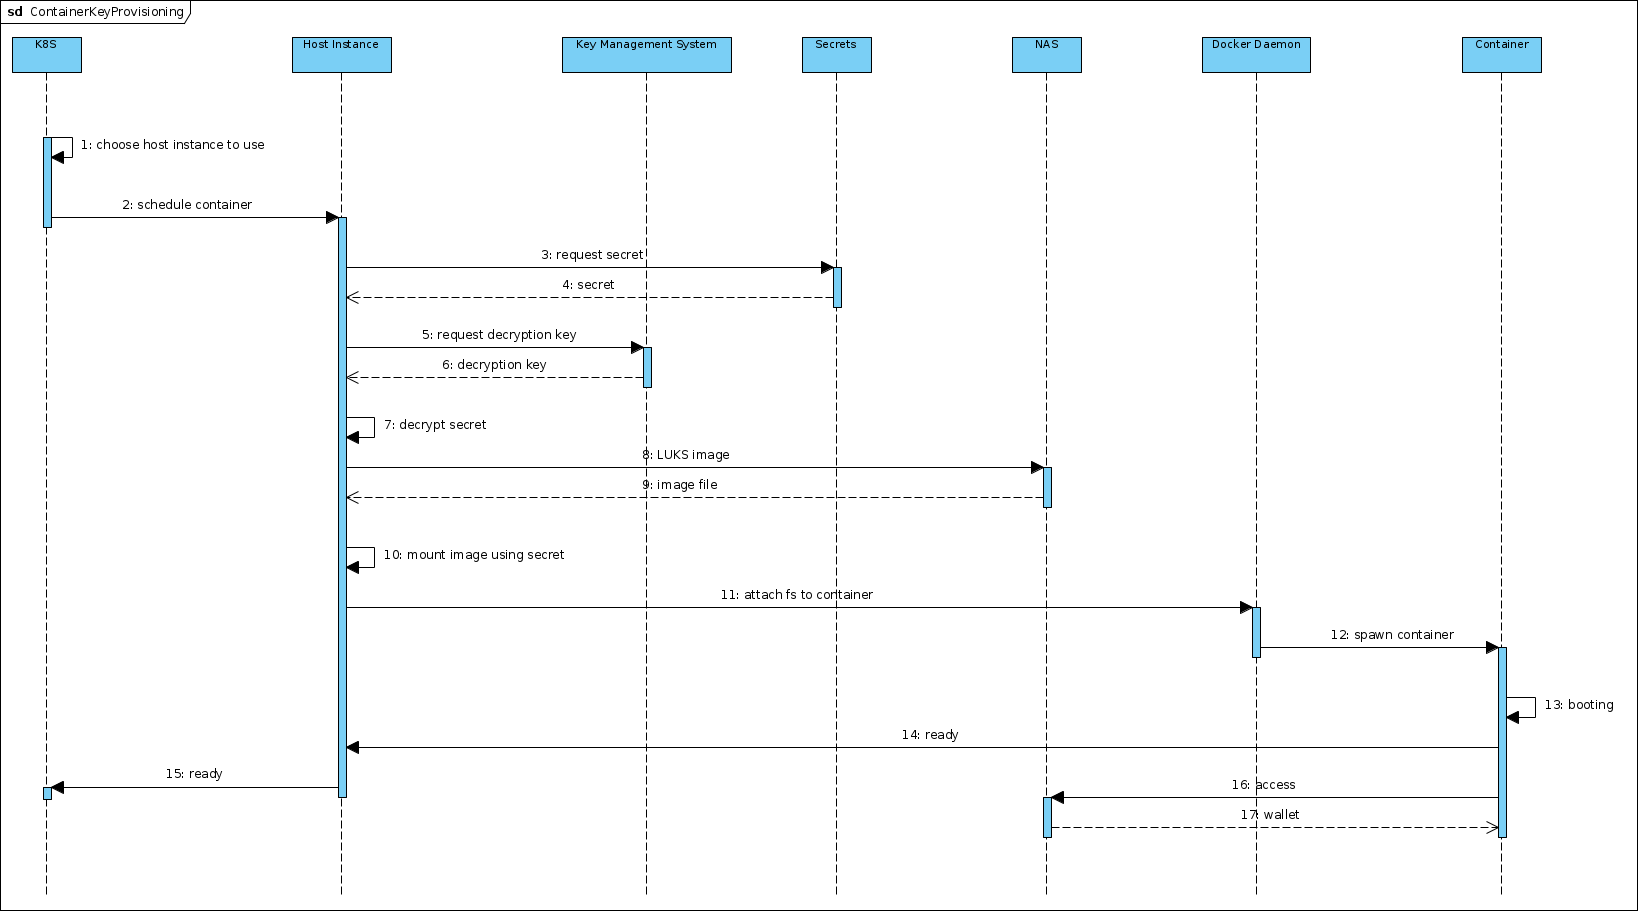 sd ContainerKeyProvisioning
K8S
Host Instance
Key Management System
Secrets
NAS
Docker Daemon
Container
1: choose host instance to use
2: schedule container
3: request secret
4: secret
5: request decryption key
6: decryption key
7: decrypt secret
8: LUKS image
9: image file
10: mount image using secret
11: attach fs to container
12: spawn container
13: booting
14: ready
15: ready
16: access
17: wallet